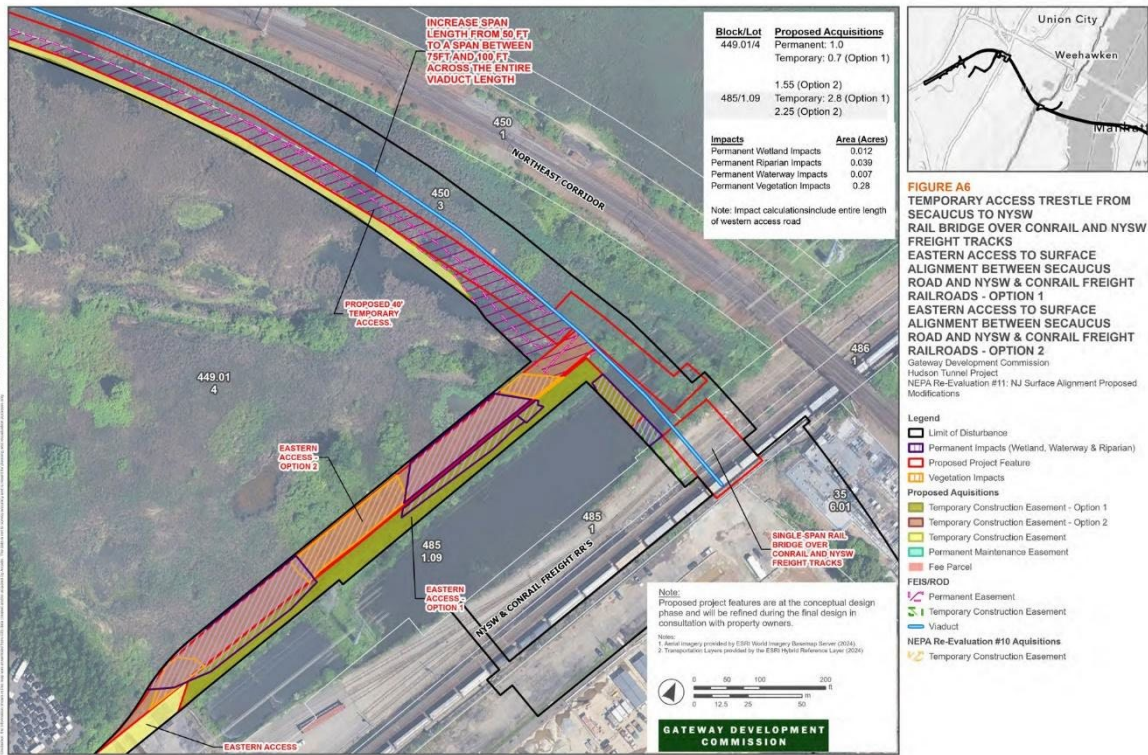 INCREASE SPAN
LENGTH FROM 50 FT
TO A SPAN BETWEEN
75FT AND 100 FT
ACROSS THE ENTIRE
VIADUCT LENGTH
Block/Lot Proposed Acquisitions
449.01/4 Permanent: 1.0
Temporary: 0.7 (Option 1)
1.55 (Option 2)
485/1.09 Temporary: 2.8 (Option 1)
2.25 (Option 2)
Impacts Area (Acres)
Permanent Wetland Impacts 0.012
Permanent Riparian Impacts 0.039
Permanent Waterway Impacts 0.007
Permanent Vegetation Impacts 0.28
Note: Impact calculationsinclude entire length
of western access road
450
1
NORTHEAST CORRIDOR
450
3
PROPOSED 40'
TEMPORARY
ACCESS.
449.01
4
486
1
EASTERN
ACCESS -
OPTION 2
35
6.01
485
1
485
1.09
SINGLE-SPAN RAIL
BRIDGE OVER
CONRAIL AND NYSW
FREIGHT TRACKS
EASTERN
ACCESS -
OPTION 1
NYSW & CONRAIL FREIGHT RR'S
EASTERN ACCESS
Note:
Proposed project features are at the conceptual design
phase and will be refined during the final design in
consultation with property owners.
Notes:
1. Aerial imagery provided by ESRI World Imagery Basemap Server (2024)
2. Transportation Layers provided by the ESRI Hybrid Reference Layer (2024)
0 50 100 200
ft
m
0 12.5 25 50
GATEWAY DEVELOPMENT
COMMISSION
Union City
Weehawken
FIGURE A6
TEMPORARY ACCESS TRESTLE FROM
SECAUCUS TO NYSW
RAIL BRIDGE OVER CONRAIL AND NYSW
FREIGHT TRACKS
EASTERN ACCESS TO SURFACE
ALIGNMENT BETWEEN SECAUCUS
ROAD AND NYSW & CONRAIL FREIGHT
RAILROADS - OPTION 1
EASTERN ACCESS TO SURFACE
ALIGNMENT BETWEEN SECAUCUS
ROAD AND NYSW & CONRAIL FREIGHT
RAILROADS - OPTION 2
Gateway Development Commission
Hudson Tunnel Project
NEPA Re-Evaluation #11: NJ Surface Alignment Proposed
Modifications
Legend
Limit of Disturbance
Permanent Impacts (Wetland, Waterway & Riparian)
Proposed Project Feature
Vegetation Impacts
Proposed Aquisitions
Temporary Construction Easement - Option 1
Temporary Construction Easement - Option 2
Temporary Construction Easement
Permanent Maintenance Easement
Fee Parcel
FEIS/ROD
Permanent Easement
Temporary Construction Easement
Viaduct
NEPA Re-Evaluation #10 Aquisitions
Temporary Construction Easement